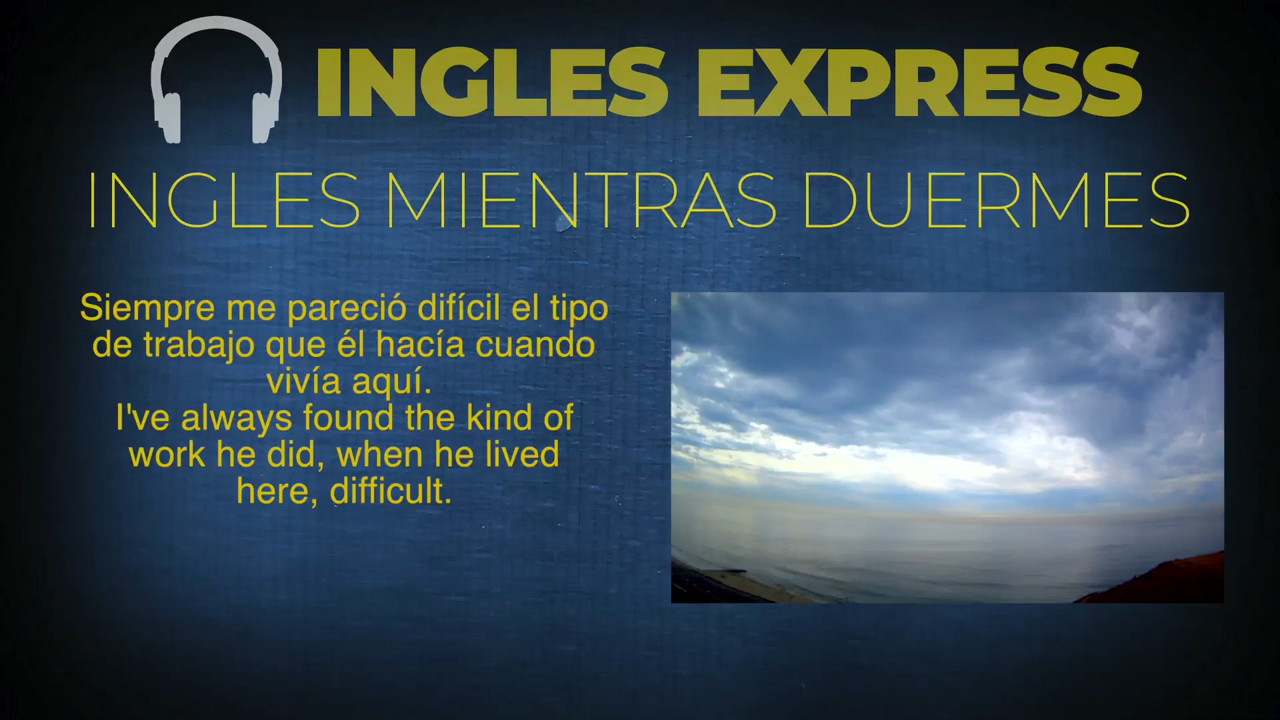 INGLES EXPRESS
INGLES MIENTRAS DUERMES
Siempre me pareció difícil el tipo
de trabajo que él hacía cuando
vivía aquí.
I've always found the kind of
work he did, when he lived
here, difficult.